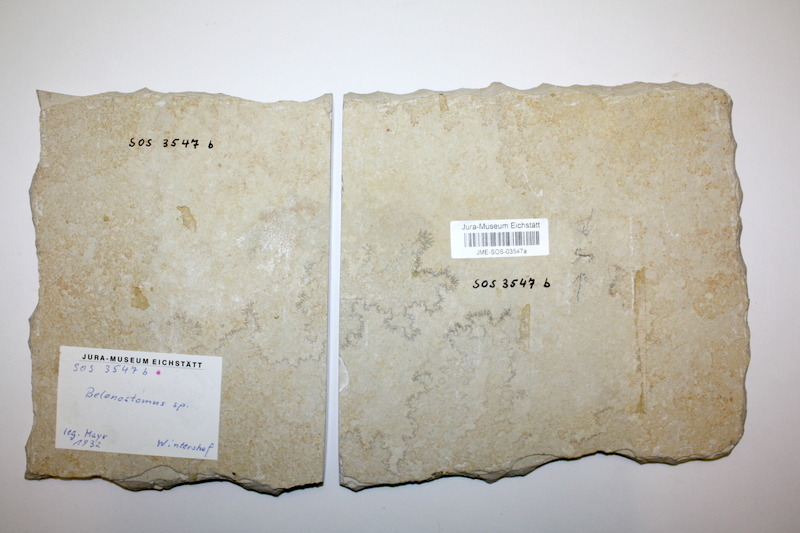 SOS 3547 b
JURA-MUSEUM EICHSTÄTT
SOS 3547 b
Belonostomus sp.
leg. Mayr
1932
Wintershof
Jura-Museum Eichstätt
JME-SOS-03547a
SOS 3547 b